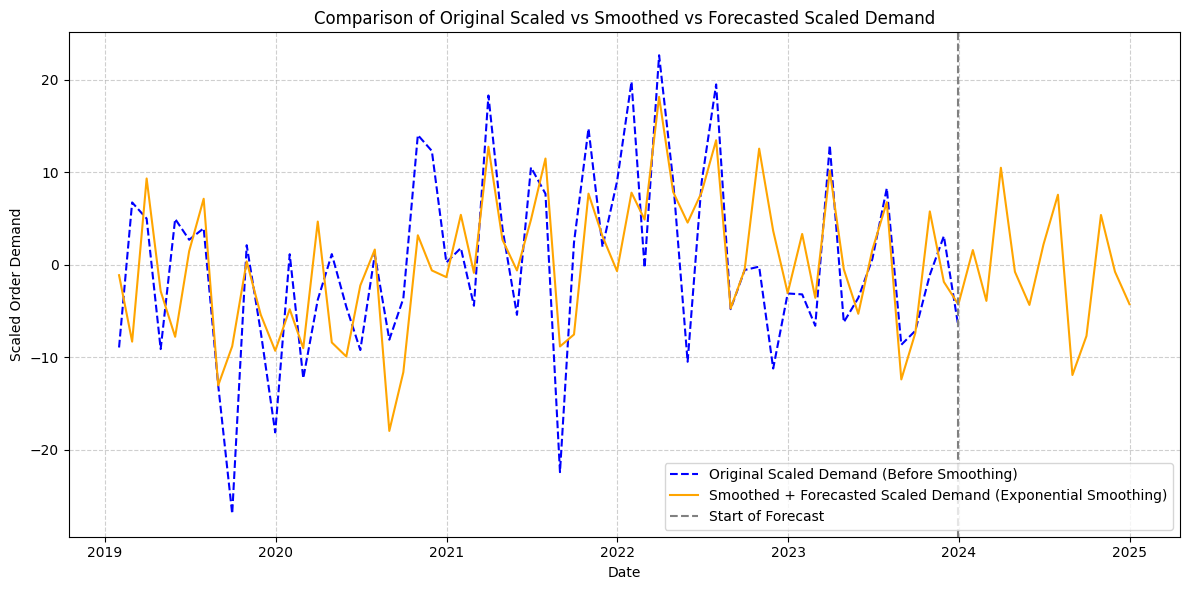 Comparison of Original Scaled vs Smoothed vs Forecasted Scaled Demand
Scaled Order Demand
20
10
0
−10
−20
Original Scaled Demand (Before Smoothing)
Smoothed + Forecasted Scaled Demand (Exponential Smoothing)
Start of Forecast
2019
2020
2021
2022
2023
2024
2025
Date